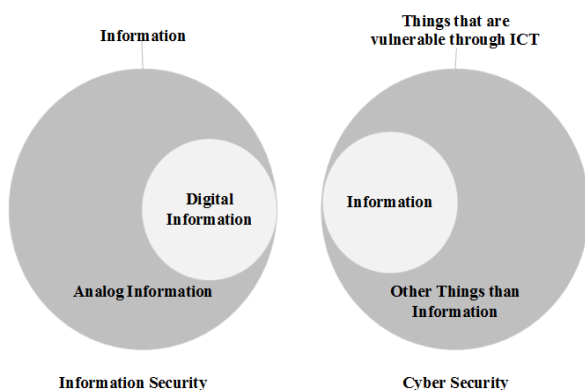 Information
Things that are
vulnerable through ICT
Digital
Information
Information
Analog Information
Other Things than
Information
Information Security
Cyber Security